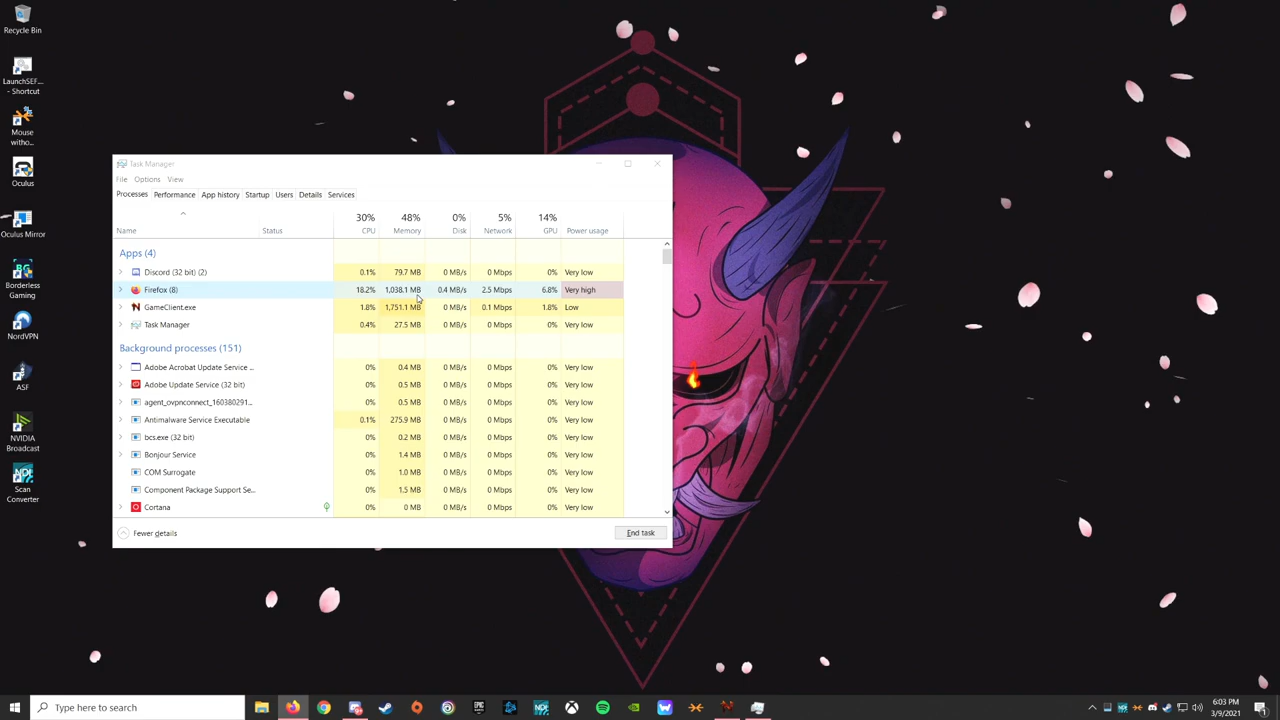 Recycle Bin
LaunchSEF...
- Shortcut
Mouse
witho...
Oculus
Oculus Mirror
Borderless
Gaming
NordVPN
ASF
NVIDIA
Broadcast
Scan
Converter
Task Manager
File Options View
Processes Performance App history Startup Users Details Services
30% 48% 0% 5% 14%
Name Status CPU Memory Disk Network GPU Power usage
Apps (4)
Discord (32 bit) (2) 0.1% 79.7 MB 0 MB/s 0 Mbps 0% Very low
Firefox (8) 18.2% 1,038.1 MB 0.4 MB/s 2.5 Mbps 6.8% Very high
GameClient.exe 1.8% 1,751.1 MB 0 MB/s 0.1 Mbps 1.8% Low
Task Manager 0.4% 27.5 MB 0 MB/s 0 Mbps 0% Very low
Background processes (151)
Adobe Acrobat Update Service ... 0% 0.4 MB 0 MB/s 0 Mbps 0% Very low
Adobe Update Service (32 bit) 0% 0.5 MB 0 MB/s 0 Mbps 0% Very low
agent_ovpnconnect_160380291... 0% 0.5 MB 0 MB/s 0 Mbps 0% Very low
Antimalware Service Executable 0.1% 275.9 MB 0 MB/s 0 Mbps 0% Very low
bcs.exe (32 bit) 0% 0.2 MB 0 MB/s 0 Mbps 0% Very low
Bonjour Service 0% 1.4 MB 0 MB/s 0 Mbps 0% Very low
COM Surrogate 0% 1.0 MB 0 MB/s 0 Mbps 0% Very low
Component Package Support Se... 0% 1.5 MB 0 MB/s 0 Mbps 0% Very low
Cortana 0% 0 MB 0 MB/s 0 Mbps 0% Very low
Fewer details End task
Type here to search
EPIC
GAMES
6:03 PM
3/9/2021